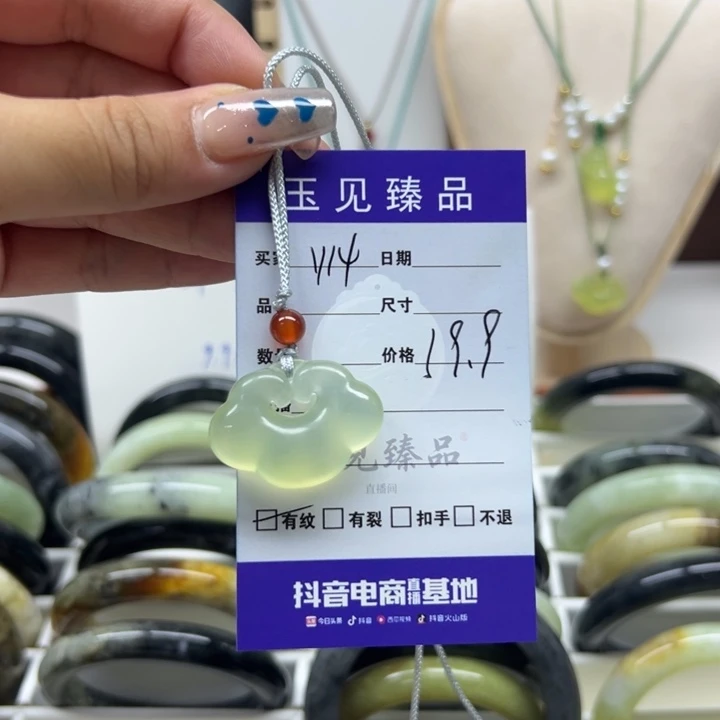 玉见臻品
买家 V14 日期
品 尺寸
数 价格 19.9
见臻品
直播间
有纹 有裂 扣手 不退
抖音电商直播基地
今日头条 抖音 西瓜视频 抖音火山版
99